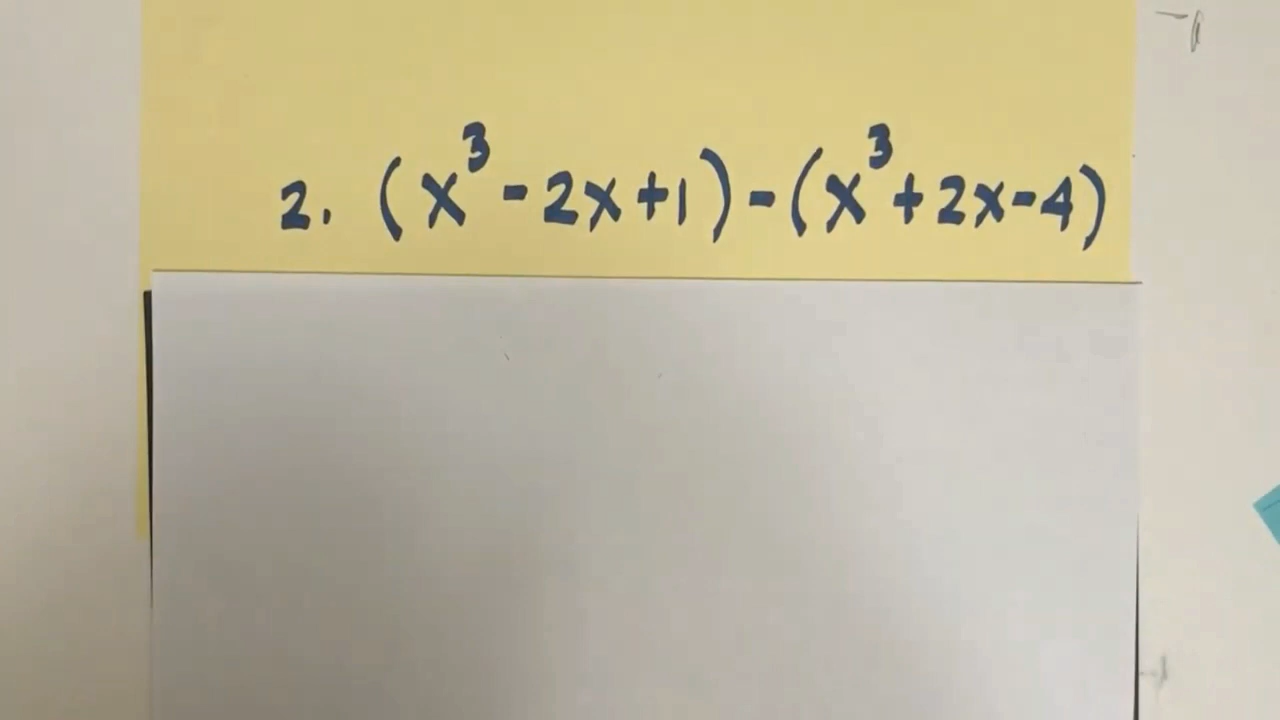 2. (x³ - 2x + 1) - (x³ + 2x - 4)